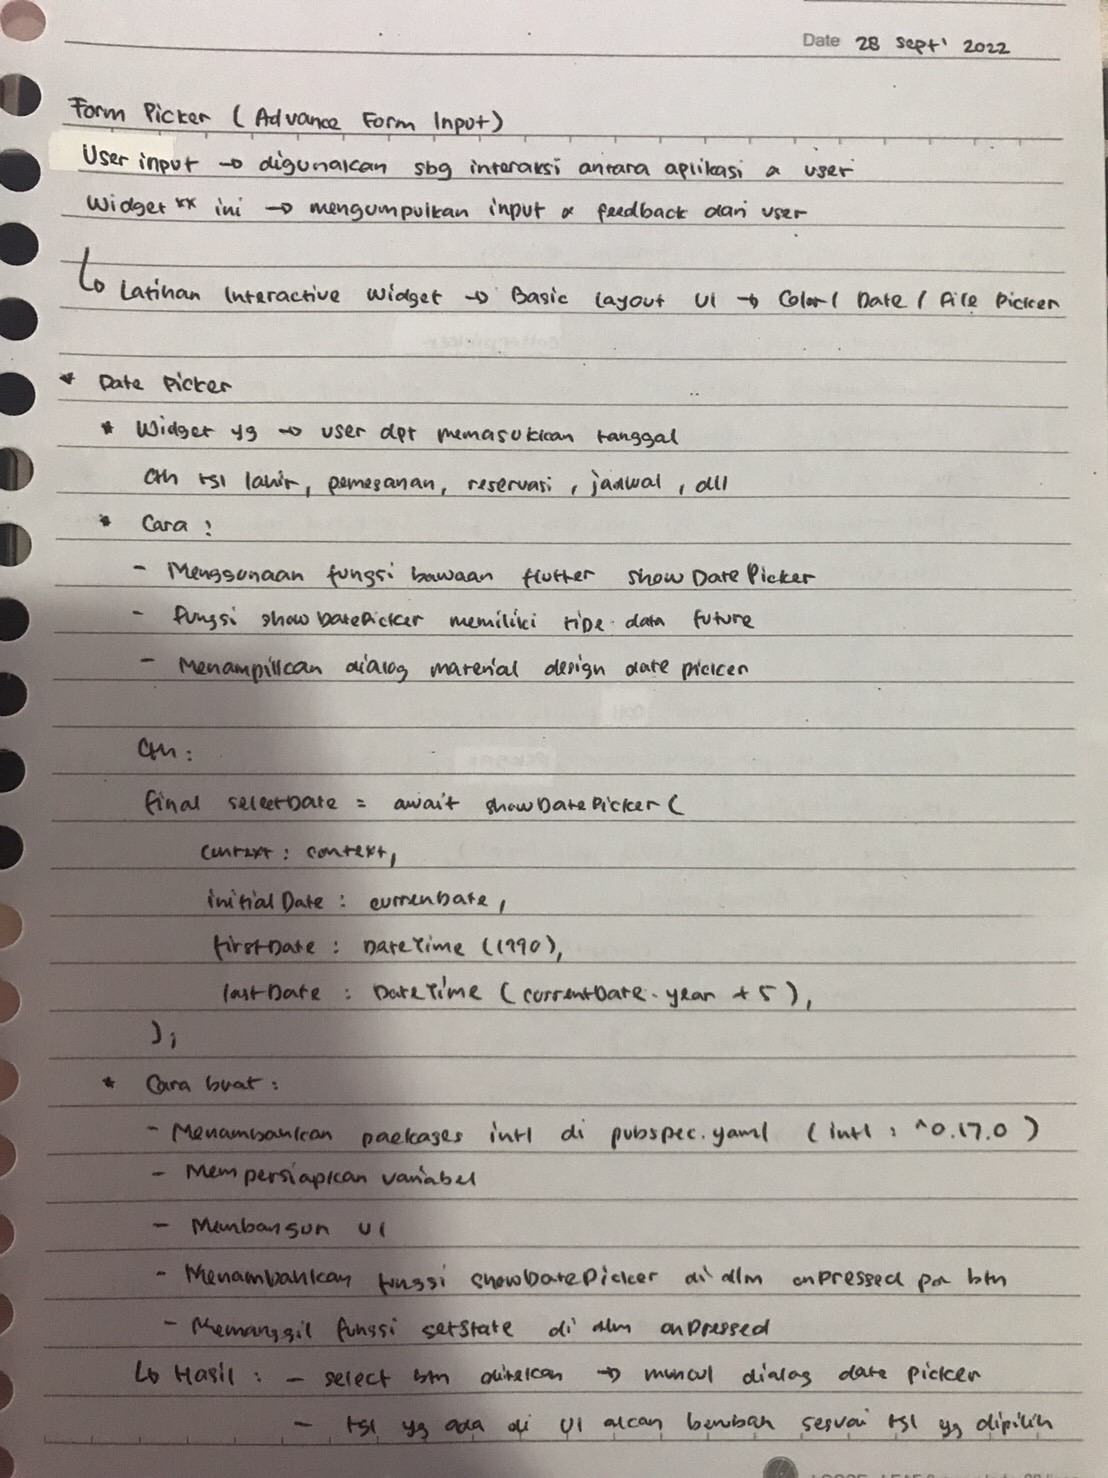 Date 28 Sept' 2022
Form Picker ( Advance Form Input)
User input → digunakan sbg interaksi antara aplikasi & user
Widget ** ini → mengumpulkan input & feedback dari user
↳ Latihan Interactive Widget → Basic Layout UI → Color / Date / File Picker
* Date Picker
* Widget yg → user dpt memasukkan tanggal
Cth tgl lahir, pemesanan, reservasi, jadwal, dll
* Cara :
- Menggunaan fungsi bawaan flutter showDatePicker
- fungsi showDatePicker memiliki tipe data future
- Menampilkan dialog material design date picker
Cth :
final selectDate = await showDatePicker (
context : context,
initialDate : currenDate,
firstDate : DateTime (1990),
lastDate : DateTime ( currentDate.year + 5 ),
);
* Cara buat :
- Menambahkan packages intl di pubspec.yaml ( intl : ^0.17.0 )
- Mempersiapkan variabel
- Membangun UI
- Menambahkan fungsi showDatePicker di dlm onPressed pa btn
- Memanggil fungsi setState di dlm onPressed
↳ Hasil : - select btn ditekan → muncul dialog date picker
- tgl yg ada di UI akan berubah sesuai tgl yg dipilih